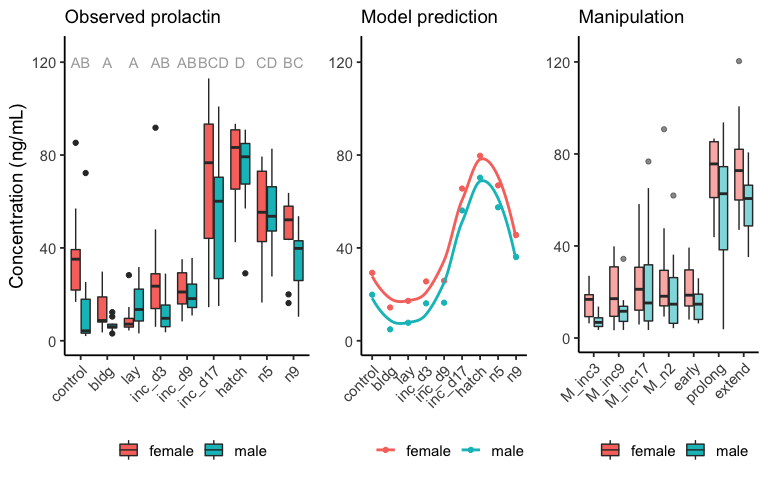 Observed prolactin
Model prediction
Manipulation
Concentration (ng/mL)
120
80
40
0
AB A A AB AB BCD D CD BC
control
bldg
lay
inc_d3
inc_d9
inc_d17
hatch
n5
n9
female male
120
80
40
0
control
bldg
lay
inc_d3
inc_d9
inc_d17
hatch
n5
n9
female male
120
80
40
0
M_inc3
M_inc9
M_inc17
M_n2
early
prolong
extend
female male